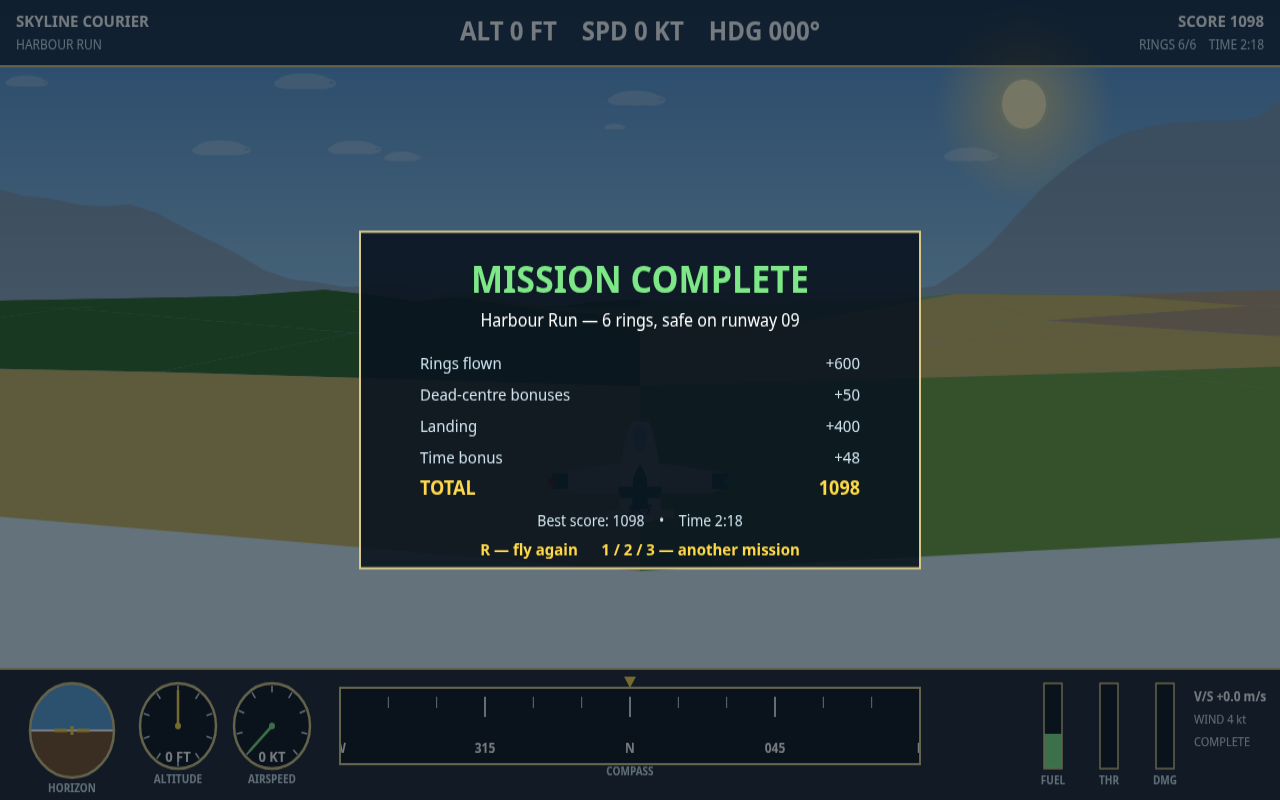 SKYLINE COURIER
HARBOUR RUN
ALT 0 FT SPD 0 KT HDG 000°
SCORE 1098
RINGS 6/6 TIME 2:18
MISSION COMPLETE
Harbour Run — 6 rings, safe on runway 09
Rings flown +600
Dead-centre bonuses +50
Landing +400
Time bonus +48
TOTAL 1098
Best score: 1098 • Time 2:18
R — fly again 1 / 2 / 3 — another mission
HORIZON
0 FT
ALTITUDE
0 KT
AIRSPEED
315 N 045
COMPASS
FUEL
THR
DMG
V/S +0.0 m/s
WIND 4 kt
COMPLETE